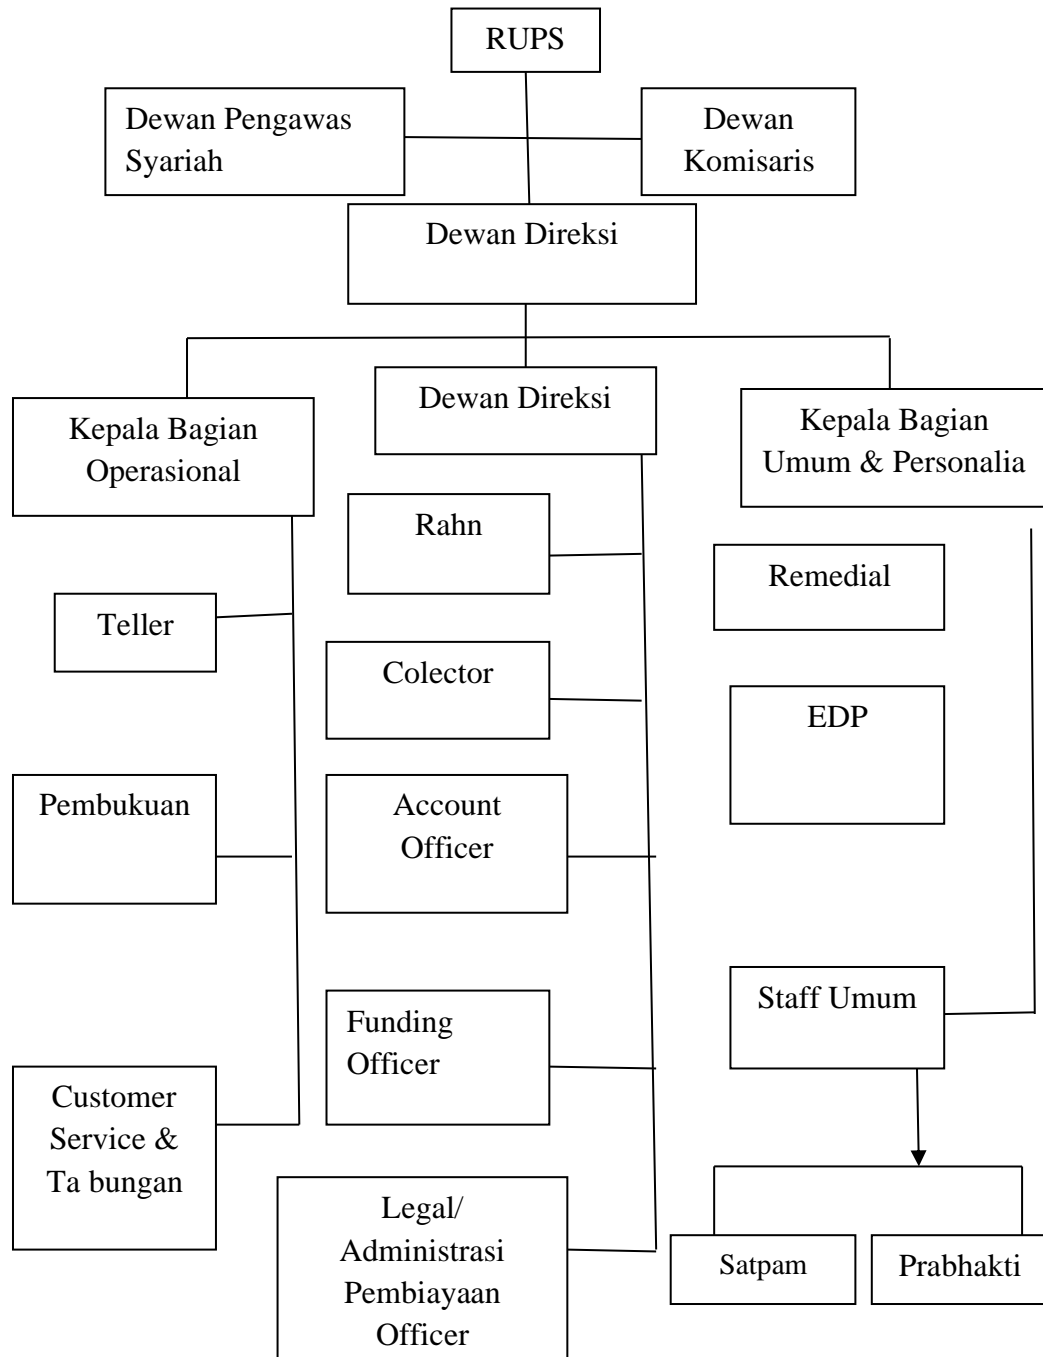 RUPS
Dewan Pengawas
Syariah
Dewan
Komisaris
Dewan Direksi
Kepala Bagian
Operasional
Dewan Direksi
Kepala Bagian
Umum & Personalia
Rahn
Remedial
Teller
Colector
EDP
Pembukuan
Account
Officer
Staff Umum
Funding
Officer
Customer
Service &
Ta bungan
Legal/
Administrasi
Pembiayaan
Officer
Satpam
Prabhakti